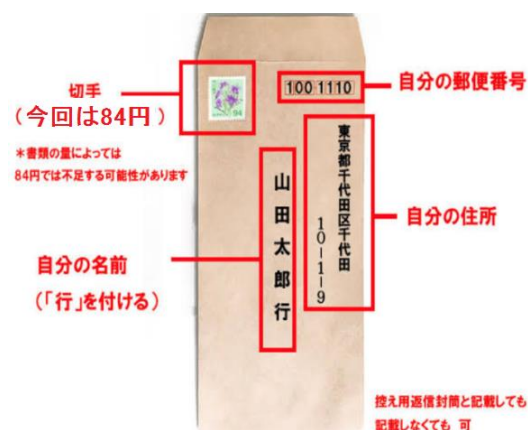 切手
(今回は84円)
*書類の量によっては
84円では不足する可能性があります
自分の名前
(「行」を付ける)
94
100 1110
東京都千代田区千代田
10-1-9
山田太郎行
自分の郵便番号
自分の住所
控え用返信封筒と記載しても
記載しなくても 可